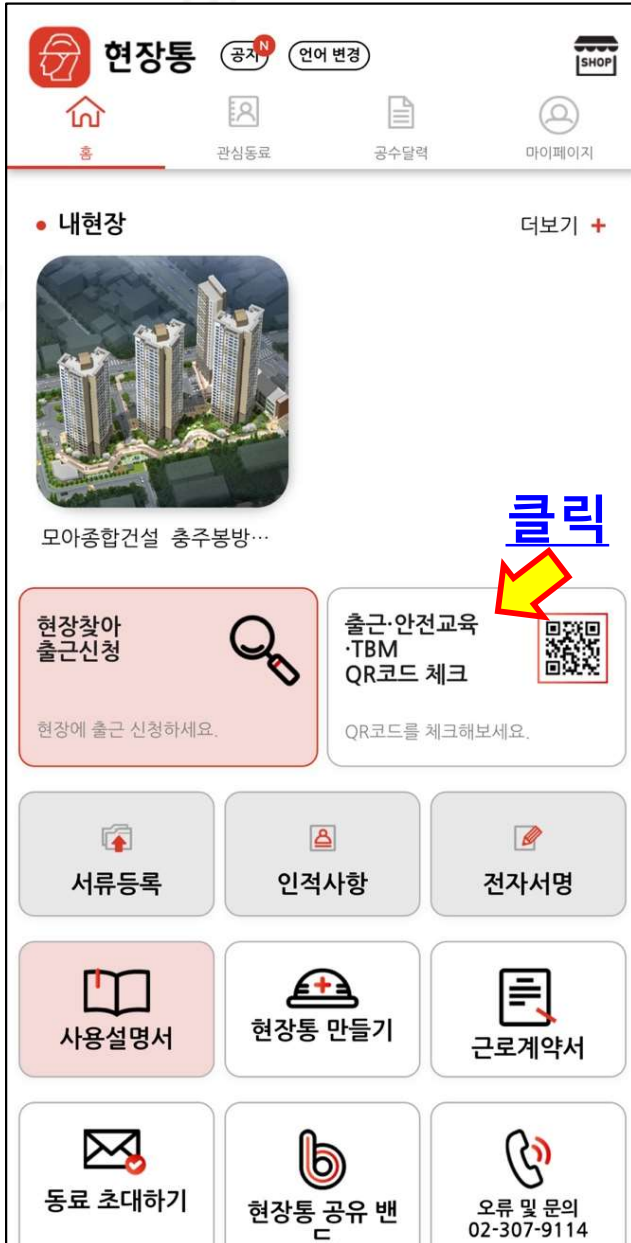 현장통
공지 N
언어 변경
SHOP
홈
관심동료
공수달력
마이페이지
• 내현장
더보기 +
모아종합건설 충주봉방…
클릭
현장찾아
출근신청
현장에 출근 신청하세요.
출근·안전교육
·TBM
QR코드 체크
QR코드를 체크해보세요.
서류등록
인적사항
전자서명
사용설명서
현장통 만들기
근로계약서
동료 초대하기
현장통 공유 밴
드
오류 및 문의
02-307-9114